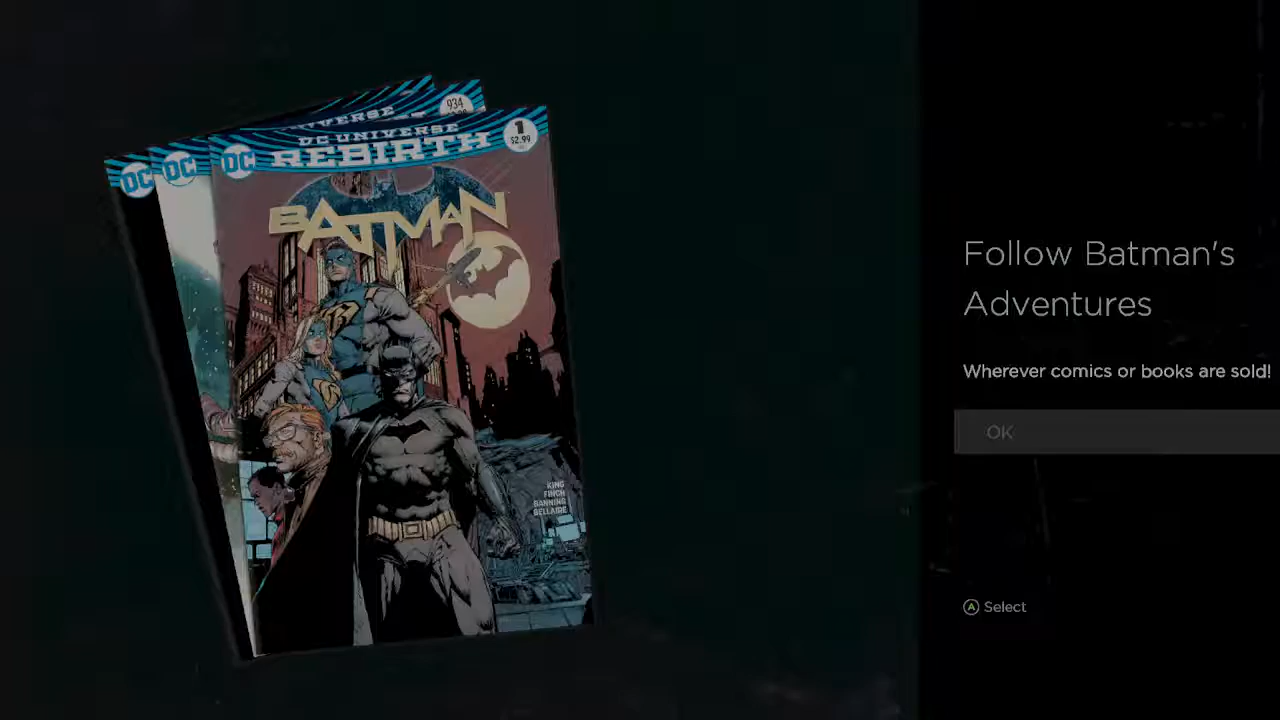 934
VERSE
DC
DC
DC
DC UNIVERSE
REBIRTH
1
$2.99
BATMAN
KING
FINCH
BANNING
BELLAIRE
Follow Batman's
Adventures
Wherever comics or books are sold!
OK
A Select